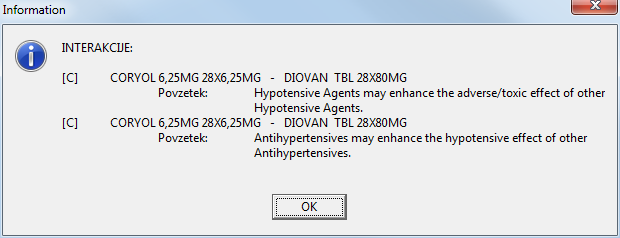 Information
INTERAKCIJE:
[C] CORYOL 6,25MG 28X6,25MG - DIOVAN TBL 28X80MG
Povzetek: Hypotensive Agents may enhance the adverse/toxic effect of other
Hypotensive Agents.
[C] CORYOL 6,25MG 28X6,25MG - DIOVAN TBL 28X80MG
Povzetek: Antihypertensives may enhance the hypotensive effect of other
Antihypertensives.
OK